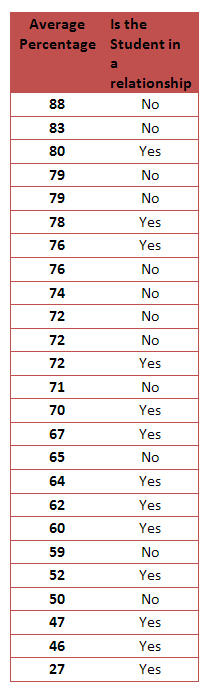 Average Percentage Is the Student in a relationship
88 No
83 No
80 Yes
79 No
79 No
78 Yes
76 Yes
76 No
74 No
72 No
72 No
72 Yes
71 No
70 Yes
67 Yes
65 No
64 Yes
62 Yes
60 Yes
59 No
52 Yes
50 No
47 Yes
46 Yes
27 Yes